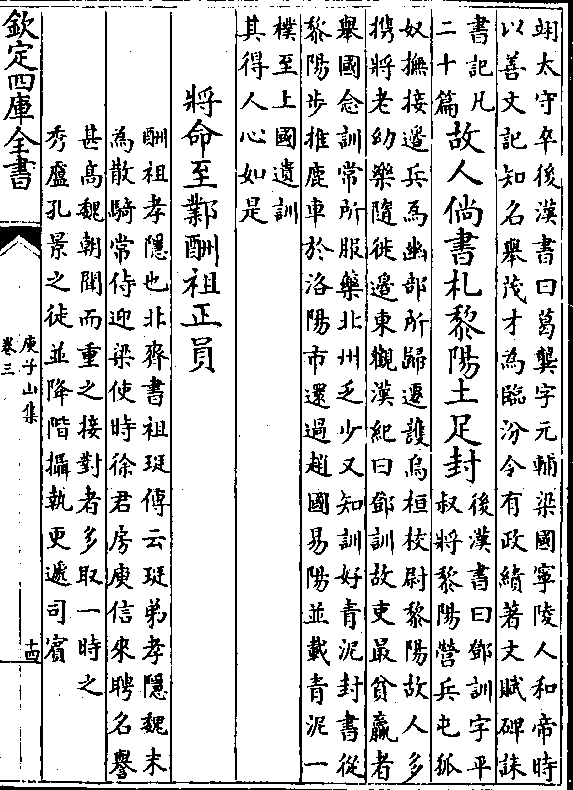 翊太守卒後漢書曰葛龔字元輔梁國寧陵人和帝時
以善文記知名舉茂才為臨汾令有政績著文賦碑誄
書記凡
二十篇
故人倘書札黎陽土足封
後漢書曰鄧訓字平
叔將黎陽營兵屯狐
奴撫接邊兵為幽部所歸遷護烏桓校尉黎陽故人多
攜將老幼樂隨徙邊東觀漢紀曰鄧訓故吏最貧羸者
舉國念訓常所服藥北州乏少又知訓好青泥封書從
黎陽步推鹿車於洛陽市還過趙國易陽並載青泥一
樸至上國遺訓
其得人心如是
將命至鄴酬祖正員
酬祖孝隱也北齊書祖珽傳云珽弟孝隱魏末
為散騎常侍迎梁使時徐君房庾信來聘名譽
甚高魏朝聞而重之接對者多取一時之
秀盧孔景之徒並降階攝執更遞司賓
欽定四庫全書
庾子山集
卷三
十四